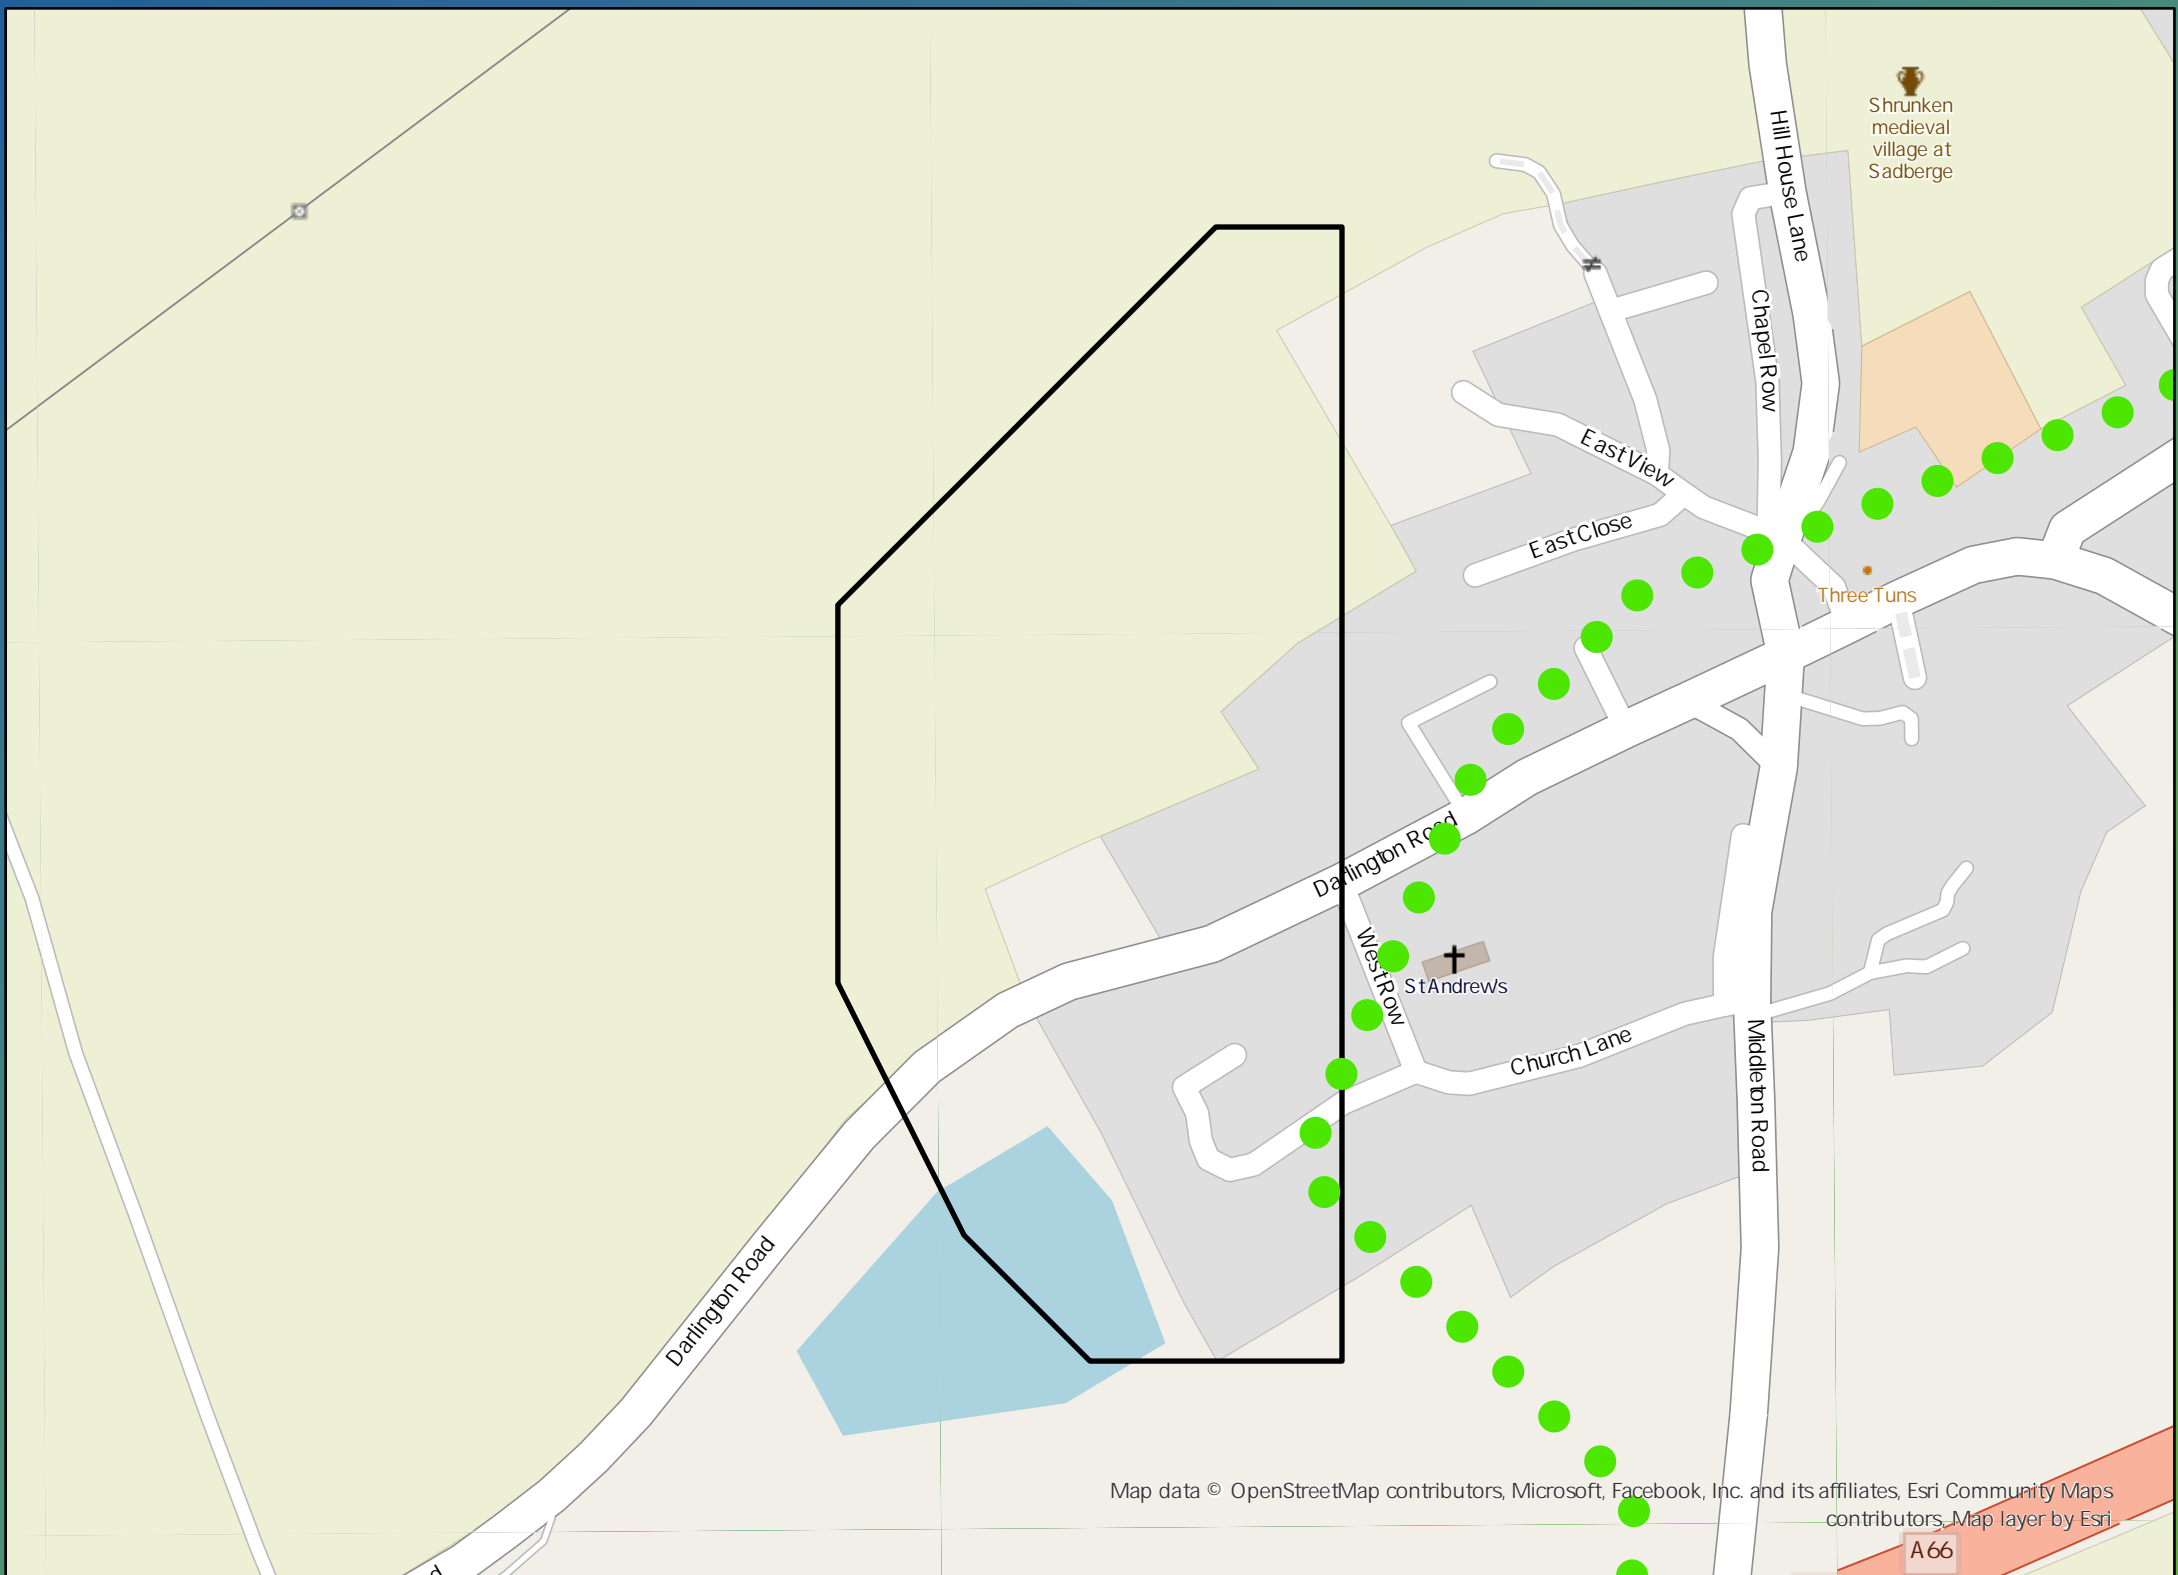 Shrunken
medieval
village at
Sadberge
Hill House Lane
Chapel Row
East View
East Close
Three Tuns
Darlington Road
West Row
St Andrew's
Church Lane
Middleton Road
Darlington Road
Map data © OpenStreetMap contributors, Microsoft, Facebook, Inc. and its affiliates, Esri Community Maps
contributors, Map layer by Esri
A66